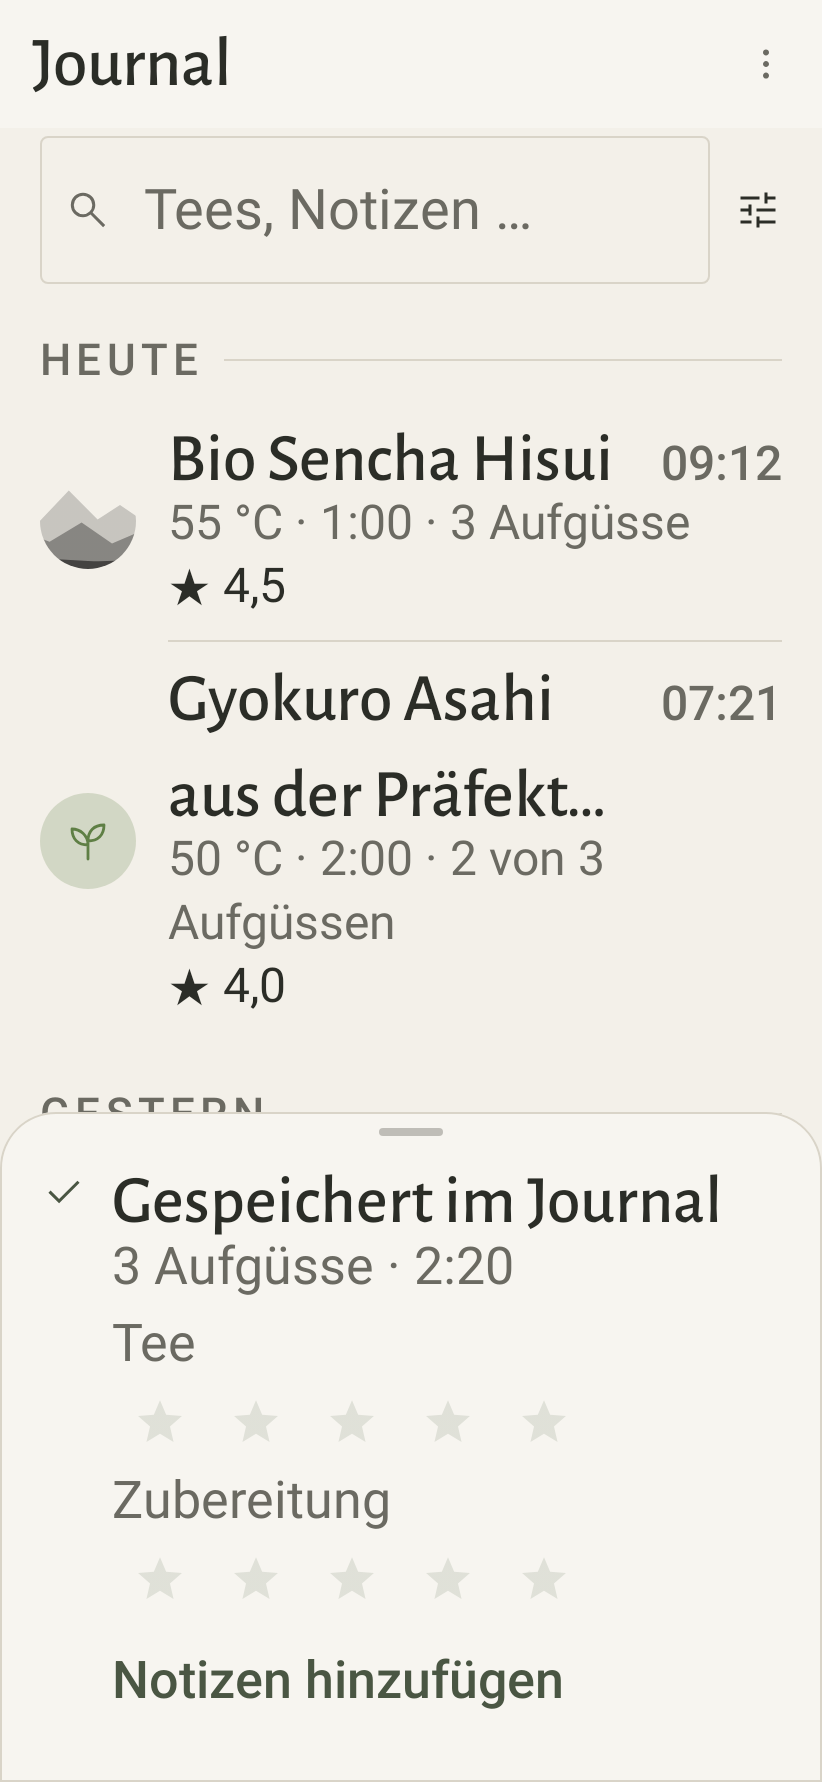 Journal
Tees, Notizen ...
HEUTE
Bio Sencha Hisui 09:12
55 °C · 1:00 · 3 Aufgüsse
★ 4,5
Gyokuro Asahi 07:21
aus der Präfekt...
50 °C · 2:00 · 2 von 3
Aufgüssen
★ 4,0
GESTERN
Gespeichert im Journal
3 Aufgüsse · 2:20
Tee
Zubereitung
Notizen hinzufügen